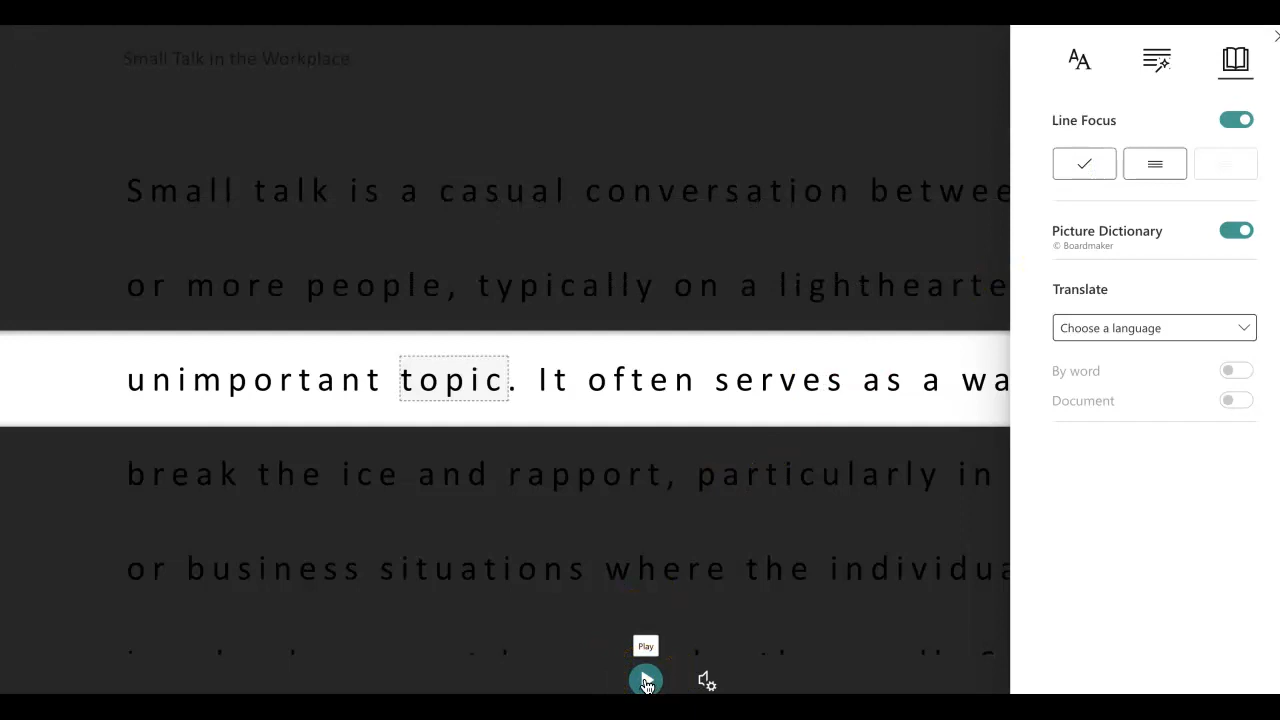 Small Talk in the Workplace
Small talk is a casual conversation betwee
or more people, typically on a lighthearte
unimportant topic. It often serves as a wa
break the ice and rapport, particularly in
or business situations where the individua
Play
Line Focus
Picture Dictionary
© Boardmaker
Translate
Choose a language
By word
Document